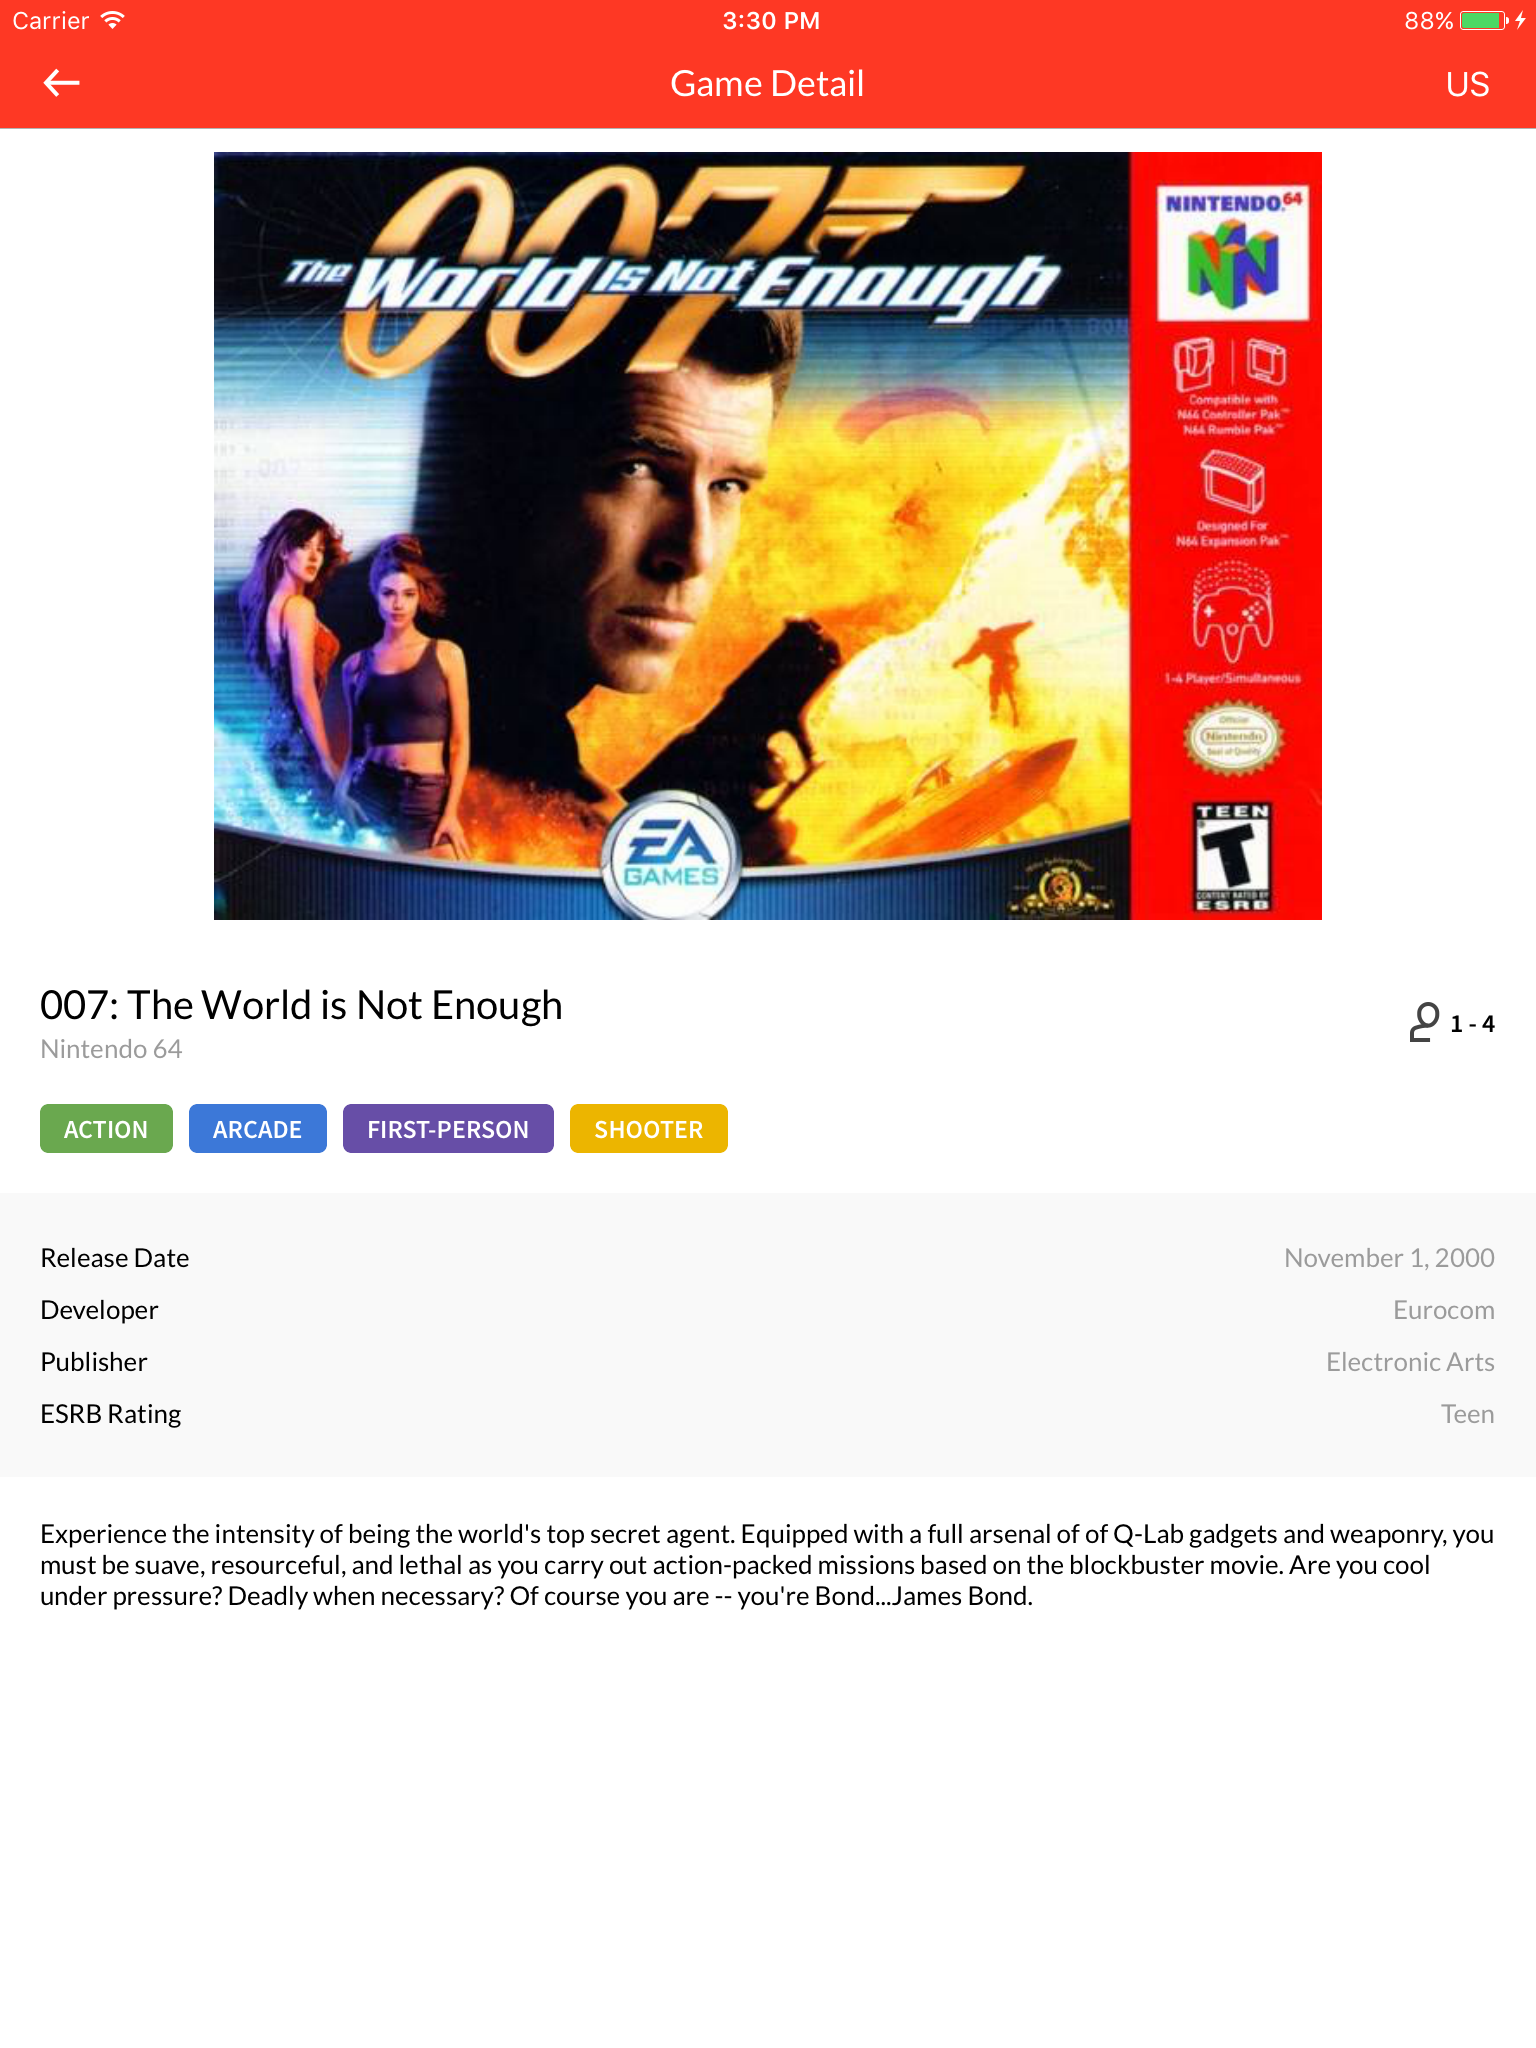 Carrier 3:30 PM 88%
Game Detail US
007
The World Is Not Enough
NINTENDO 64
Compatible with
N64 Controller Pak™
N64 Rumble Pak™
Designed For
N64 Expansion Pak™
1-4 Player/Simultaneous
Official
Nintendo
Seal of Quality
TEEN
T
CONTENT RATED BY
ESRB
EA
GAMES
007: The World is Not Enough
Nintendo 64
1 - 4
ACTION ARCADE FIRST-PERSON SHOOTER
Release Date November 1, 2000
Developer Eurocom
Publisher Electronic Arts
ESRB Rating Teen
Experience the intensity of being the world's top secret agent. Equipped with a full arsenal of of Q-Lab gadgets and weaponry, you
must be suave, resourceful, and lethal as you carry out action-packed missions based on the blockbuster movie. Are you cool
under pressure? Deadly when necessary? Of course you are -- you're Bond...James Bond.